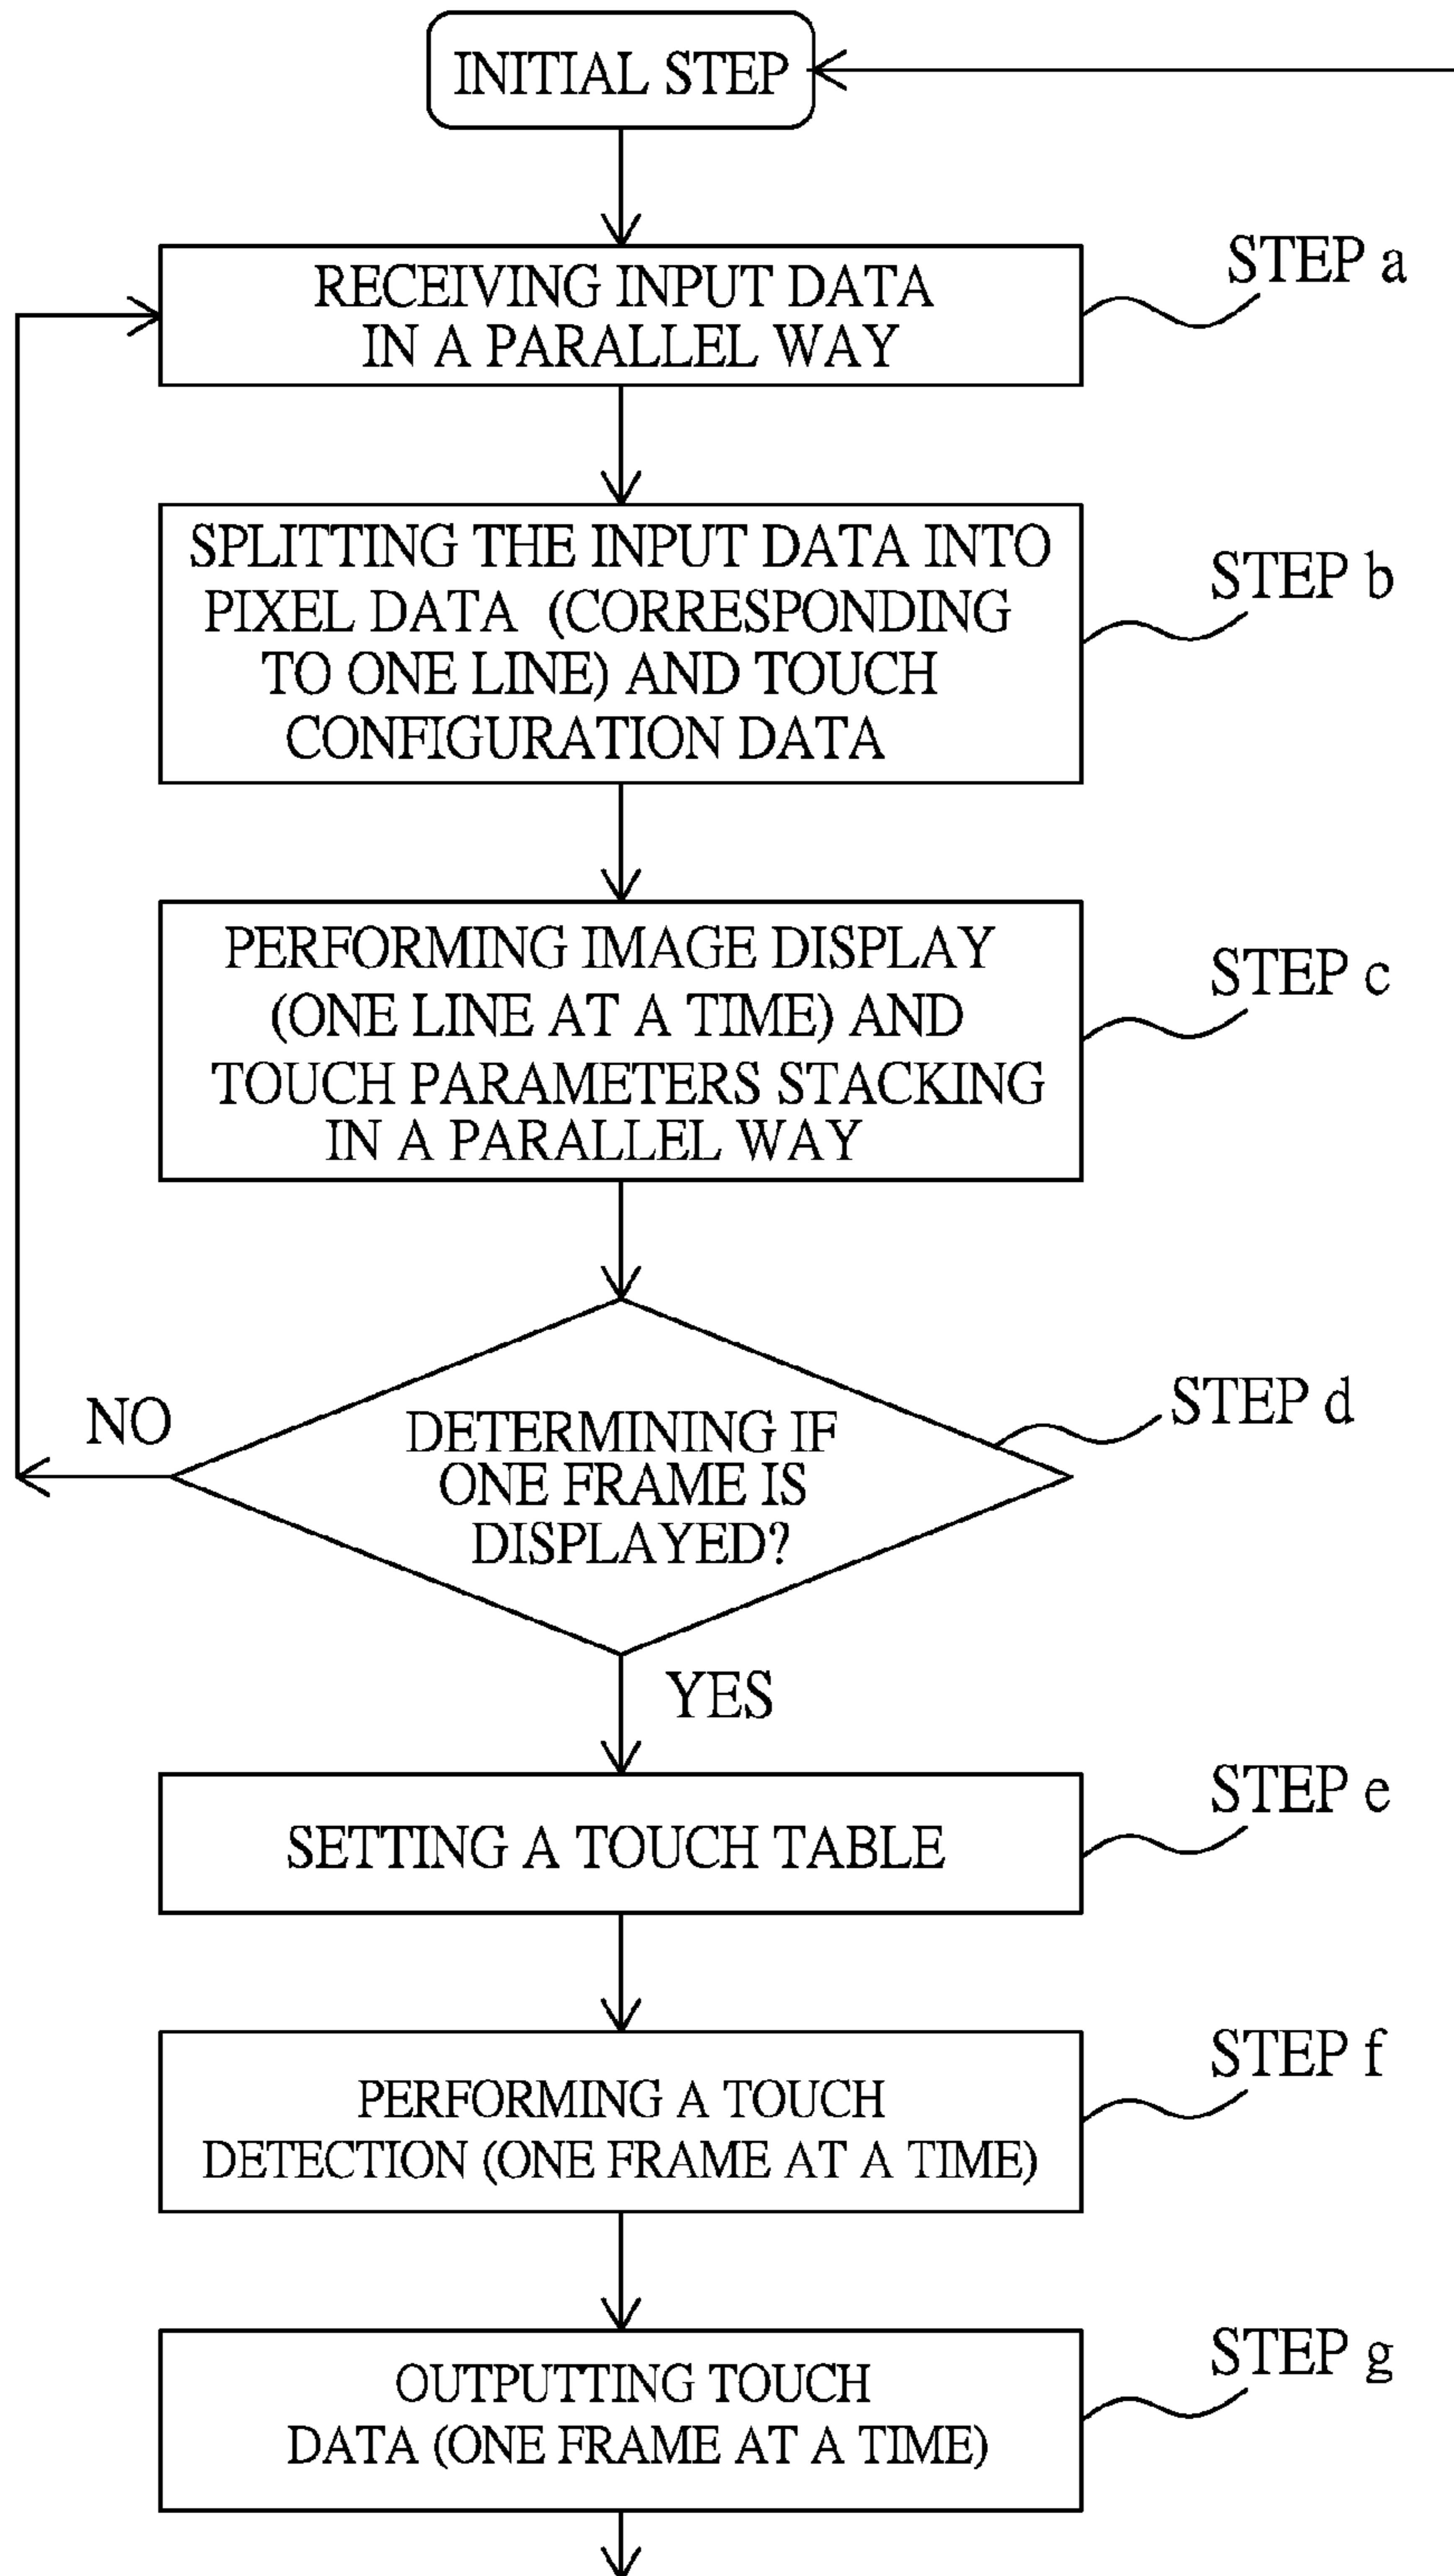 INITIAL STEP
RECEIVING INPUT DATA
IN A PARALLEL WAY
STEP a
SPLITTING THE INPUT DATA INTO
PIXEL DATA (CORRESPONDING
TO ONE LINE) AND TOUCH
CONFIGURATION DATA
STEP b
PERFORMING IMAGE DISPLAY
(ONE LINE AT A TIME) AND
TOUCH PARAMETERS STACKING
IN A PARALLEL WAY
STEP c
NO
DETERMINING IF
ONE FRAME IS
DISPLAYED?
STEP d
YES
SETTING A TOUCH TABLE
STEP e
PERFORMING A TOUCH
DETECTION (ONE FRAME AT A TIME)
STEP f
OUTPUTTING TOUCH
DATA (ONE FRAME AT A TIME)
STEP g